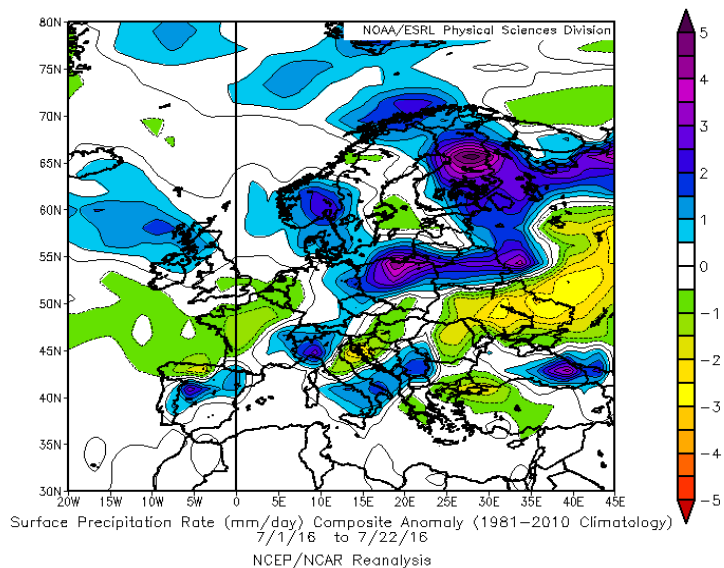 NOAA/ESRL Physical Sciences Division
80N
75N
70N
65N
60N
55N
50N
45N
40N
35N
30N
20W 15W 10W 5W 0 5E 10E 15E 20E 25E 30E 35E 40E 45E
5
4
3
2
1
0
-1
-2
-3
-4
-5
Surface Precipitation Rate (mm/day) Composite Anomaly (1981-2010 Climatology)
7/1/16 to 7/22/16
NCEP/NCAR Reanalysis